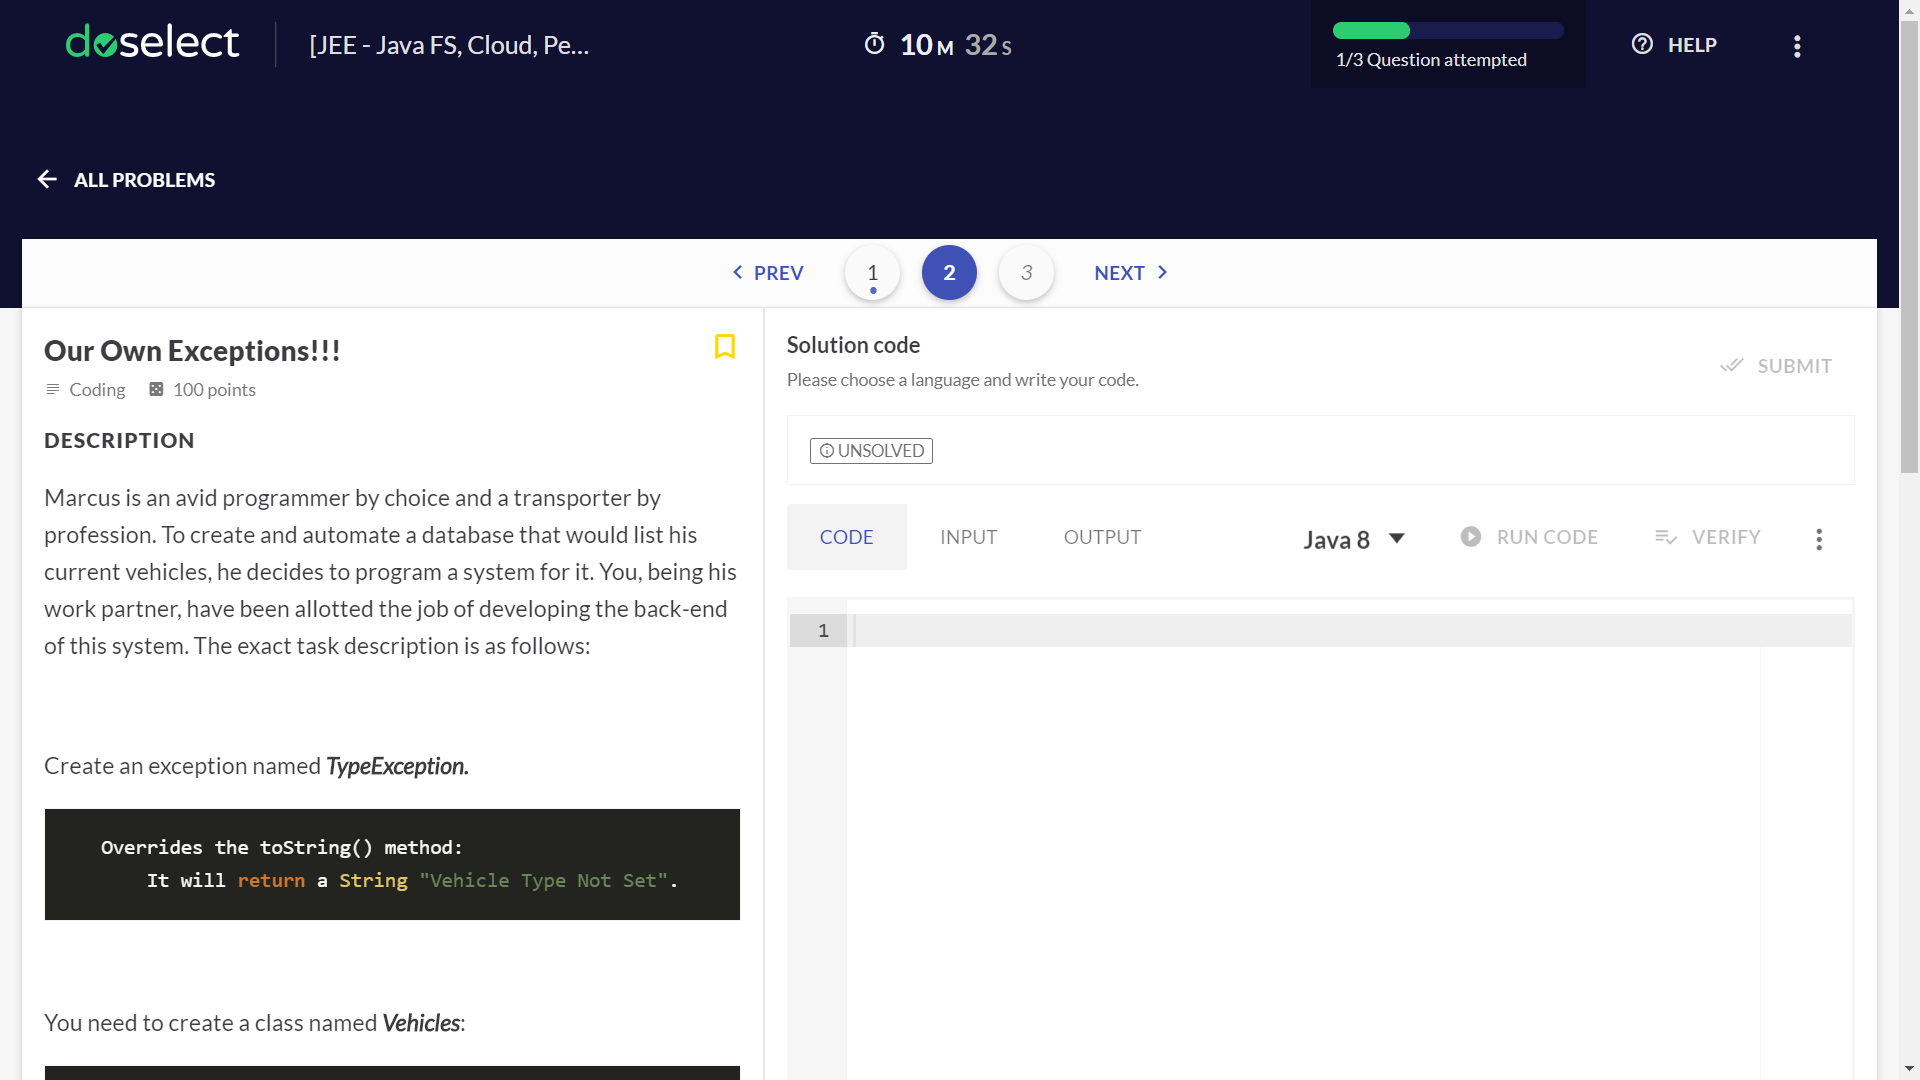 doselect
[JEE - Java FS, Cloud, Pe...
10 M 32 S
1/3 Question attempted
HELP
ALL PROBLEMS
PREV
1
2
3
NEXT
Our Own Exceptions!!!
Coding
100 points
DESCRIPTION
Marcus is an avid programmer by choice and a transporter by
profession. To create and automate a database that would list his
current vehicles, he decides to program a system for it. You, being his
work partner, have been allotted the job of developing the back-end
of this system. The exact task description is as follows:
Create an exception named TypeException.
Overrides the toString() method:
It will return a String "Vehicle Type Not Set".
You need to create a class named Vehicles:
Solution code
Please choose a language and write your code.
SUBMIT
UNSOLVED
CODE
INPUT
OUTPUT
Java 8
RUN CODE
VERIFY
1